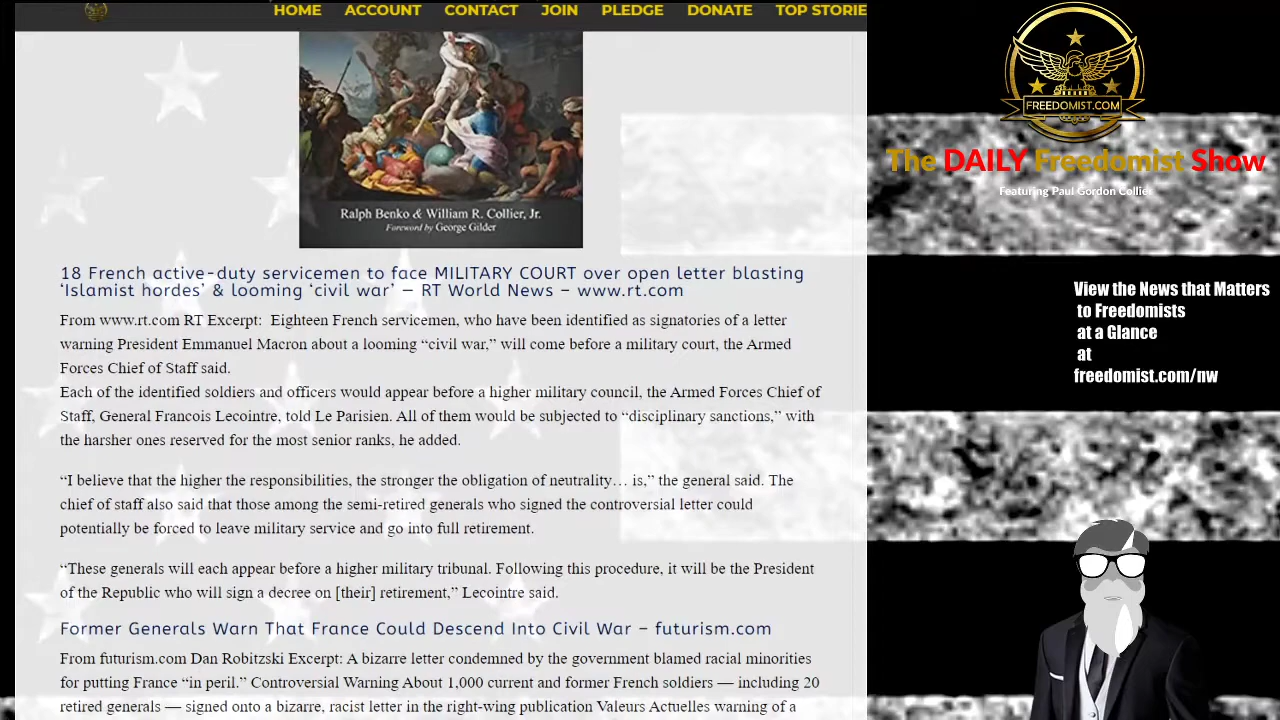 HOME ACCOUNT CONTACT JOIN PLEDGE DONATE TOP STORIE
Ralph Benko & William R. Collier, Jr.
Foreword by George Gilder
18 French active-duty servicemen to face MILITARY COURT over open letter blasting
‘Islamist hordes’ & looming ‘civil war’ — RT World News – www.rt.com
From www.rt.com RT Excerpt:  Eighteen French servicemen, who have been identified as signatories of a letter
warning President Emmanuel Macron about a looming “civil war,” will come before a military court, the Armed
Forces Chief of Staff said.
Each of the identified soldiers and officers would appear before a higher military council, the Armed Forces Chief of
Staff, General Francois Lecointre, told Le Parisien. All of them would be subjected to “disciplinary sanctions,” with
the harsher ones reserved for the most senior ranks, he added.
“I believe that the higher the responsibilities, the stronger the obligation of neutrality… is,” the general said. The
chief of staff also said that those among the semi-retired generals who signed the controversial letter could
potentially be forced to leave military service and go into full retirement.
“These generals will each appear before a higher military tribunal. Following this procedure, it will be the President
of the Republic who will sign a decree on [their] retirement,” Lecointre said.
Former Generals Warn That France Could Descend Into Civil War – futurism.com
From futurism.com Dan Robitzski Excerpt: A bizarre letter condemned by the government blamed racial minorities
for putting France “in peril.” Controversial Warning About 1,000 current and former French soldiers — including 20
retired generals — signed onto a bizarre, racist letter in the right-wing publication Valeurs Actuelles warning of a
FREEDOMIST.COM
The DAILY Freedomist Show
Featuring Paul Gordon Collie
View the News that Matters
to Freedomists
at a Glance
at
freedomist.com/nw